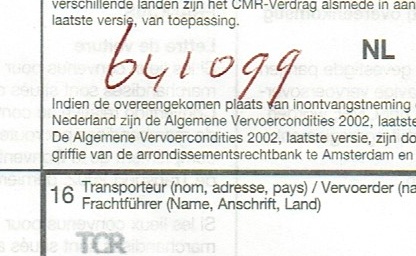 verschillende landen zijn het CMR-Verdrag alsmede in aan
laatste versie, van toepassing.
641099
NL
Indien de overeengekomen plaats van inontvangstneming
Nederland zijn de Algemene Vervoercondities 2002, laatste
De Algemene Vervoercondities 2002, laatste versie, zijn do
griffie van de arrondissementsrechtbank te Amsterdam en
16 Transporteur (nom, adresse, pays) / Vervoerder (na
Frachtführer (Name, Anschrift, Land)
TCR